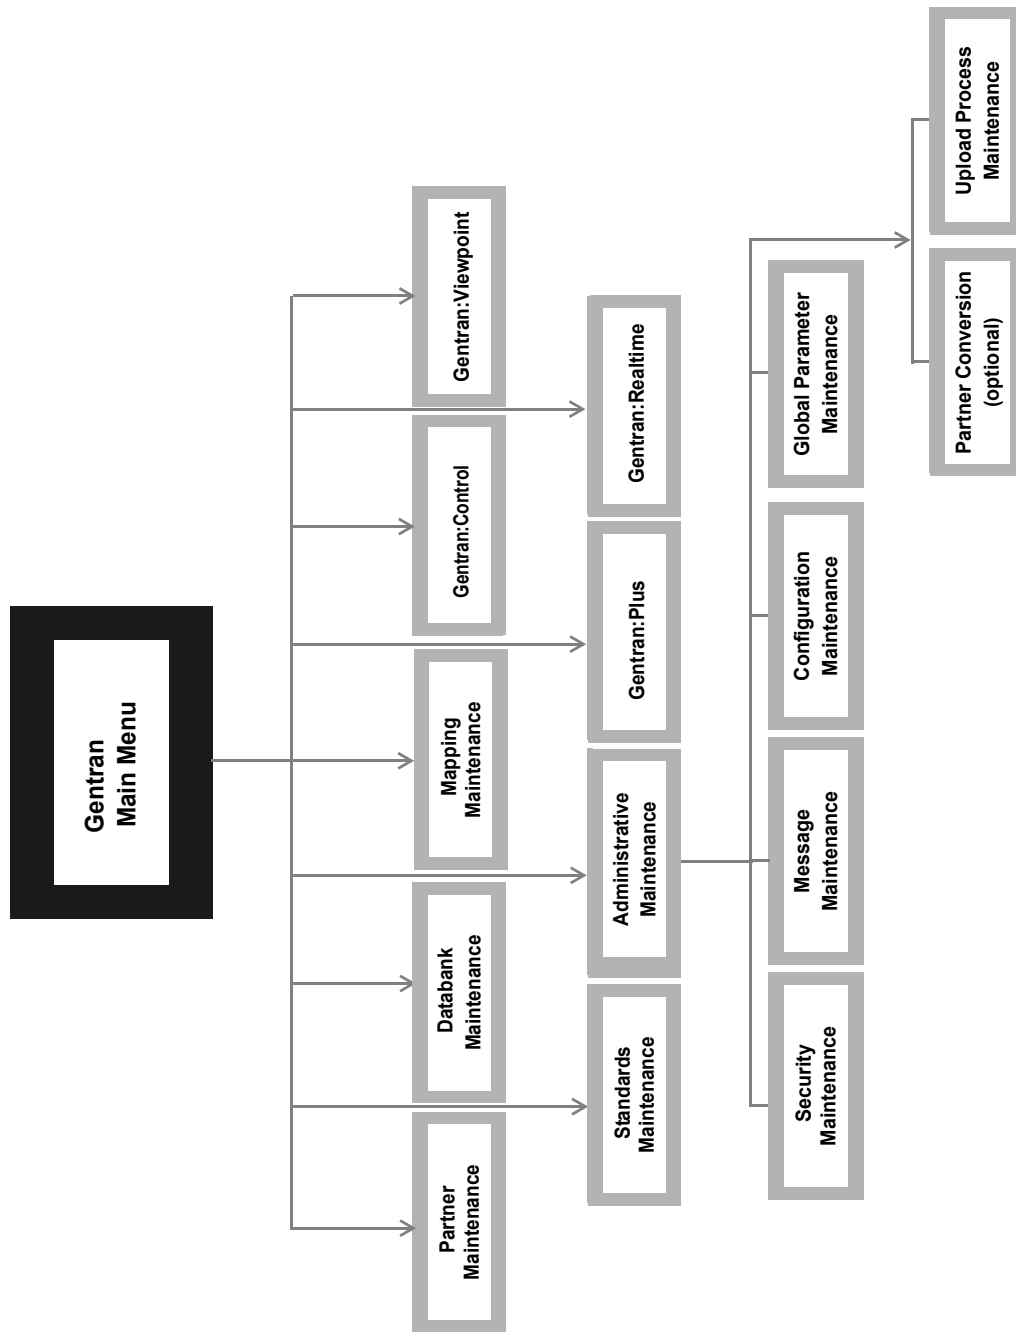 Gentran
Main Menu
Partner
Maintenance
Databank
Maintenance
Mapping
Maintenance
Gentran:Control
Gentran:Viewpoint
Standards
Maintenance
Administrative
Maintenance
Gentran:Plus
Gentran:Realtime
Security
Maintenance
Message
Maintenance
Configuration
Maintenance
Global Parameter
Maintenance
Partner Conversion
(optional)
Upload Process
Maintenance